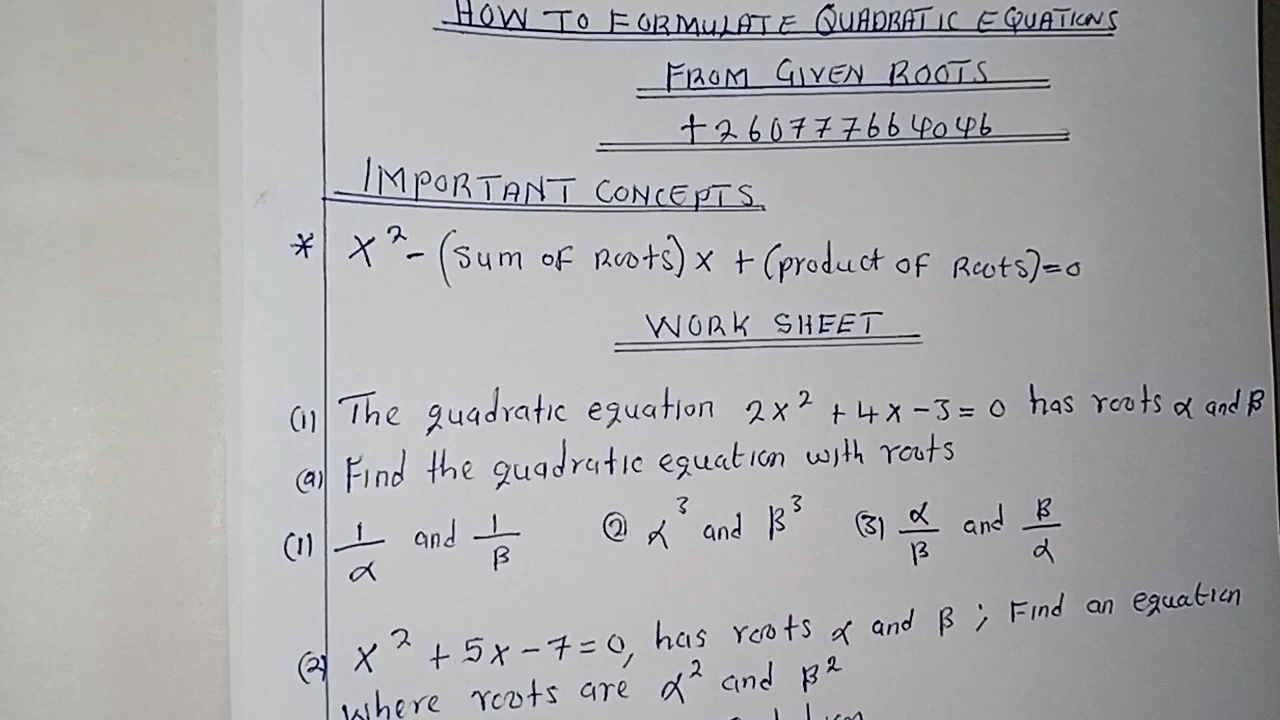 HOW TO FORMULATE QUADRATIC EQUATIONS
FROM GIVEN ROOTS
+260777664046
IMPORTANT CONCEPTS
* x² - (sum of Roots) x + (product of Roots) = 0
WORK SHEET
(1) The quadratic equation 2x² + 4x - 3 = 0 has roots α and β
(a) Find the quadratic equation with roots
(1) 1/α and 1/β (2) α³ and β³ (3) α/β and β/α
(2) x² + 5x - 7 = 0, has roots α and β ; Find an equation
where roots are α² and β²